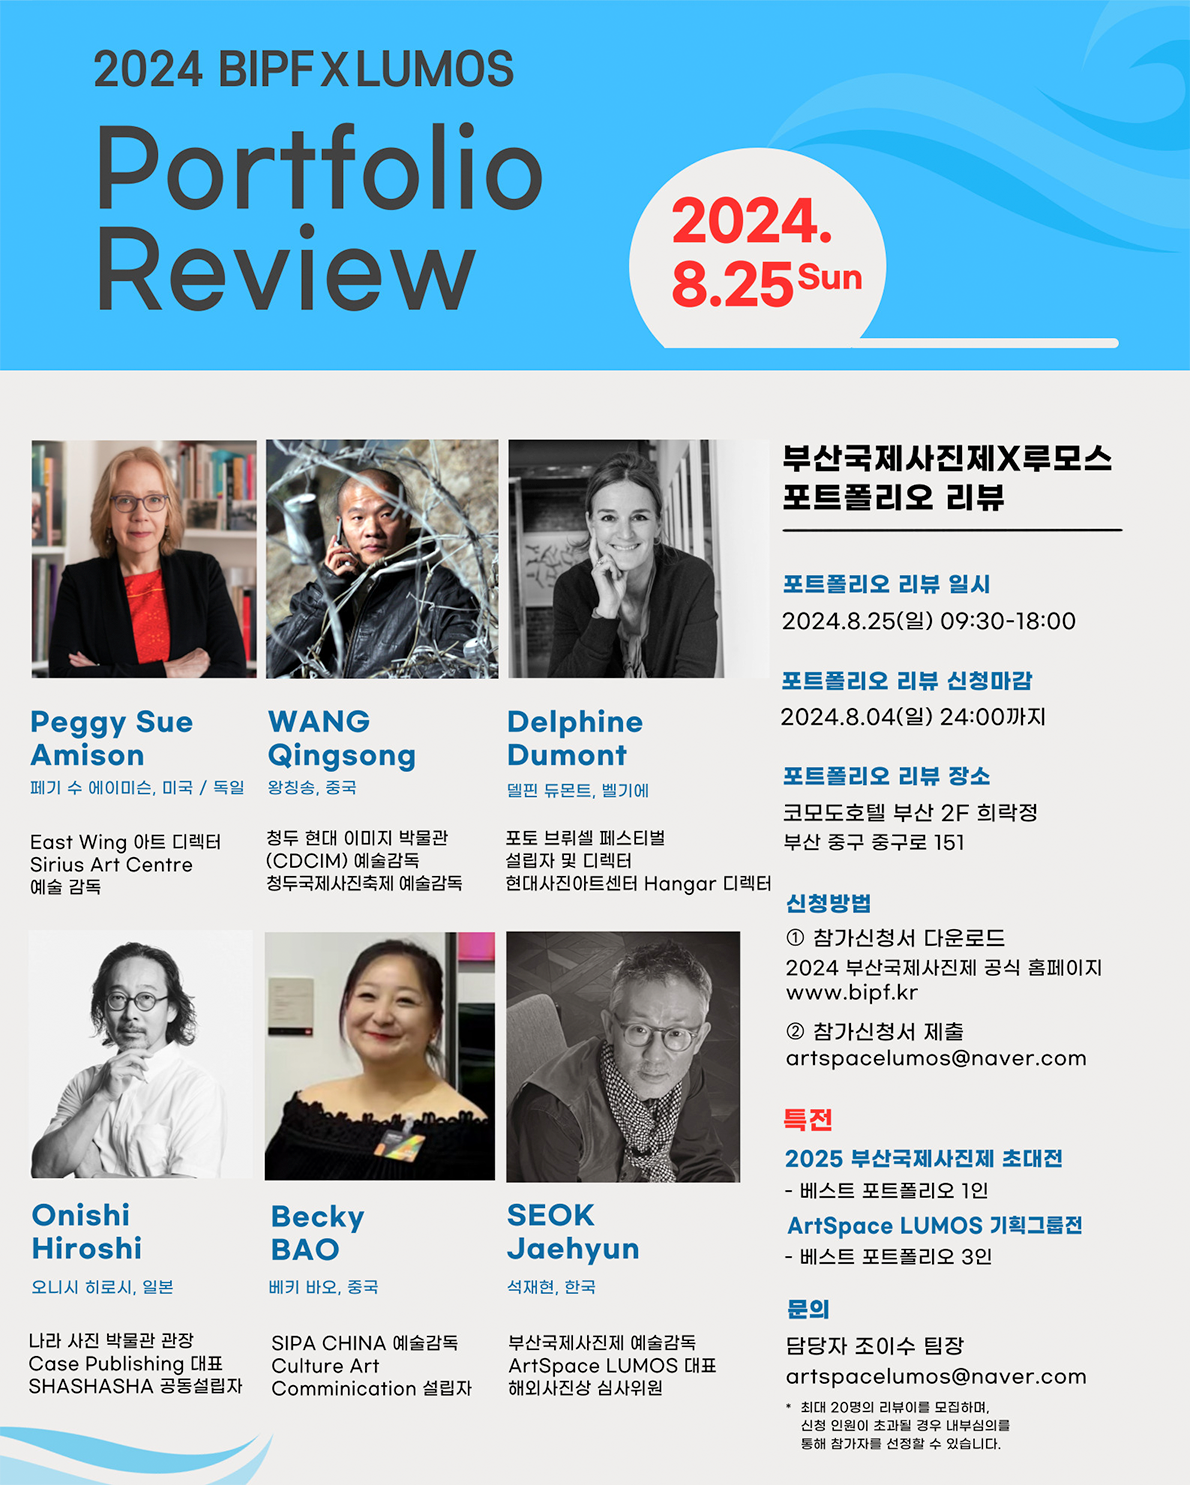 2024 BIPF X LUMOS
Portfolio
Review
2024.
8.25 Sun
Peggy Sue
Amison
페기 수 에이미슨, 미국 / 독일
East Wing 아트 디렉터
Sirius Art Centre
예술 감독
WANG
Qingsong
왕칭송, 중국
청두 현대 이미지 박물관
(CDCIM) 예술감독
청두국제사진축제 예술감독
Delphine
Dumont
델핀 듀몬트, 벨기에
포토 브뤼셀 페스티벌
설립자 및 디렉터
현대사진아트센터 Hangar 디렉터
Onishi
Hiroshi
오니시 히로시, 일본
나라 사진 박물관 관장
Case Publishing 대표
SHASHASHA 공동설립자
Becky
BAO
베키 바오, 중국
SIPA CHINA 예술감독
Culture Art
Comminication 설립자
SEOK
Jaehyun
석재현, 한국
부산국제사진제 예술감독
ArtSpace LUMOS 대표
해외사진상 심사위원
부산국제사진제X루모스
포트폴리오 리뷰
포트폴리오 리뷰 일시
2024.8.25(일) 09:30-18:00
포트폴리오 리뷰 신청마감
2024.8.04(일) 24:00까지
포트폴리오 리뷰 장소
코모도호텔 부산 2F 희락정
부산 중구 중구로 151
신청방법
① 참가신청서 다운로드
2024 부산국제사진제 공식 홈페이지
www.bipf.kr
② 참가신청서 제출
artspacelumos@naver.com
특전
2025 부산국제사진제 초대전
- 베스트 포트폴리오 1인
ArtSpace LUMOS 기획그룹전
- 베스트 포트폴리오 3인
문의
담당자 조이수 팀장
artspacelumos@naver.com
* 최대 20명의 리뷰이를 모집하며,
신청 인원이 초과될 경우 내부심의를
통해 참가자를 선정할 수 있습니다.